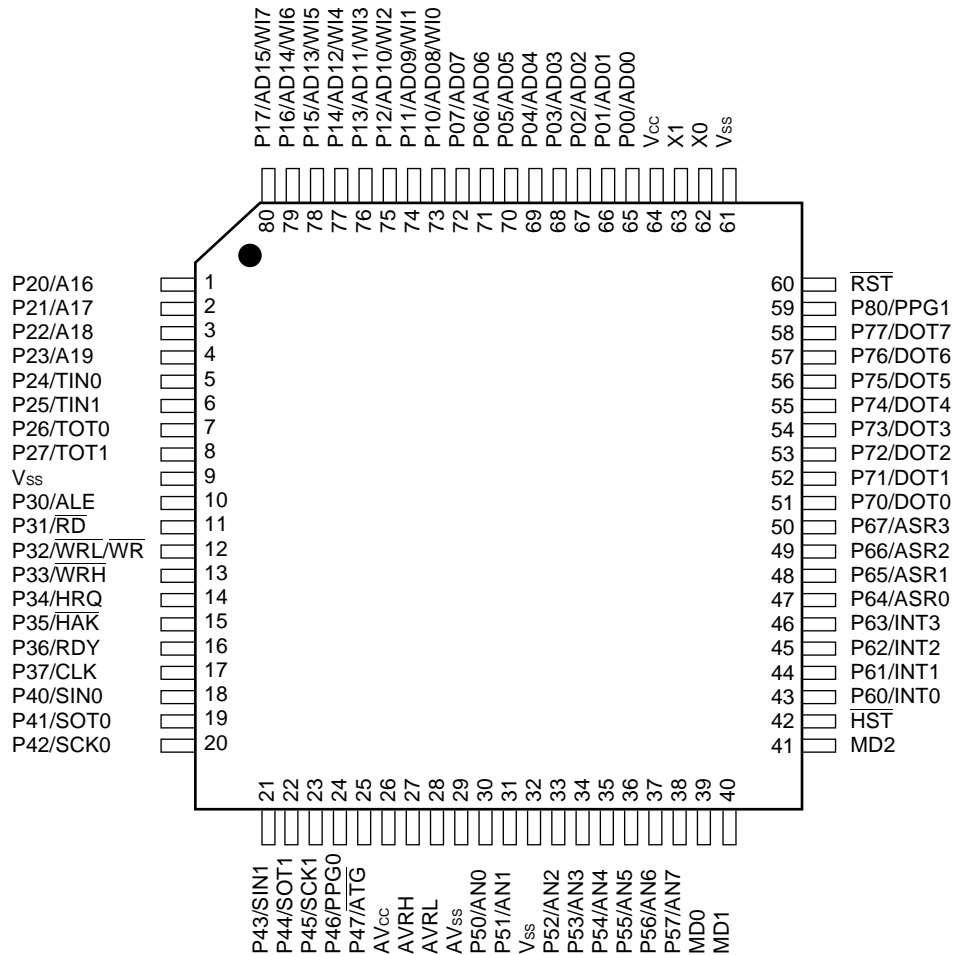 P17/AD15/WI7
P16/AD14/WI6
P15/AD13/WI5
P14/AD12/WI4
P13/AD11/WI3
P12/AD10/WI2
P11/AD09/WI1
P10/AD08/WI0
P07/AD07
P06/AD06
P05/AD05
P04/AD04
P03/AD03
P02/AD02
P01/AD01
P00/AD00
Vcc
X1
X0
Vss
80 79 78 77 76 75 74 73 72 71 70 69 68 67 66 65 64 63 62 61
P20/A16 1
P21/A17 2
P22/A18 3
P23/A19 4
P24/TIN0 5
P25/TIN1 6
P26/TOT0 7
P27/TOT1 8
Vss 9
P30/ALE 10
P31/RD 11
P32/WRL/WR 12
P33/WRH 13
P34/HRQ 14
P35/HAK 15
P36/RDY 16
P37/CLK 17
P40/SIN0 18
P41/SOT0 19
P42/SCK0 20
60 RST
59 P80/PPG1
58 P77/DOT7
57 P76/DOT6
56 P75/DOT5
55 P74/DOT4
54 P73/DOT3
53 P72/DOT2
52 P71/DOT1
51 P70/DOT0
50 P67/ASR3
49 P66/ASR2
48 P65/ASR1
47 P64/ASR0
46 P63/INT3
45 P62/INT2
44 P61/INT1
43 P60/INT0
42 HST
41 MD2
21 22 23 24 25 26 27 28 29 30 31 32 33 34 35 36 37 38 39 40
P43/SIN1
P44/SOT1
P45/SCK1
P46/PPG0
P47/ATG
AVcc
AVRH
AVRL
AVss
P50/AN0
P51/AN1
Vss
P52/AN2
P53/AN3
P54/AN4
P55/AN5
P56/AN6
P57/AN7
MD0
MD1